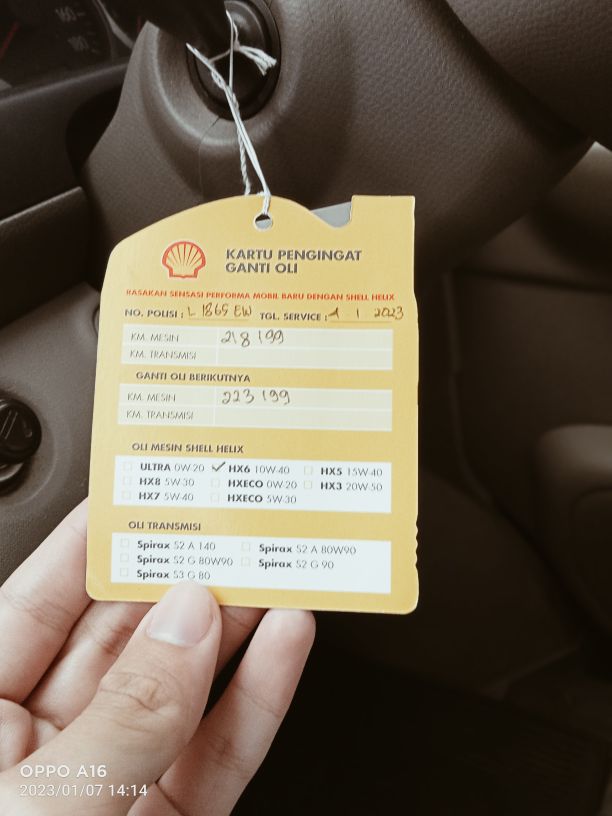 160
180
KARTU PENGINGAT
GANTI OLI
RASAKAN SENSASI PERFORMA MOBIL BARU DENGAN SHELL HELIX
NO. POLISI : L 1865 EW TGL. SERVICE : 1 1 2023
KM. MESIN 218 199
KM. TRANSMISI
GANTI OLI BERIKUTNYA
KM. MESIN 223 199
KM. TRANSMISI
OLI MESIN SHELL HELIX
ULTRA 0W-20 HX6 10W-40 HX5 15W-40
HX8 5W-30 HXECO 0W-20 HX3 20W-50
HX7 5W-40 HXECO 5W-30
OLI TRANSMISI
Spirax S2 A 140 Spirax S2 A 80W90
Spirax S2 G 80W90 Spirax S2 G 90
Spirax S3 G 80
OPPO A16
2023/01/07 14:14